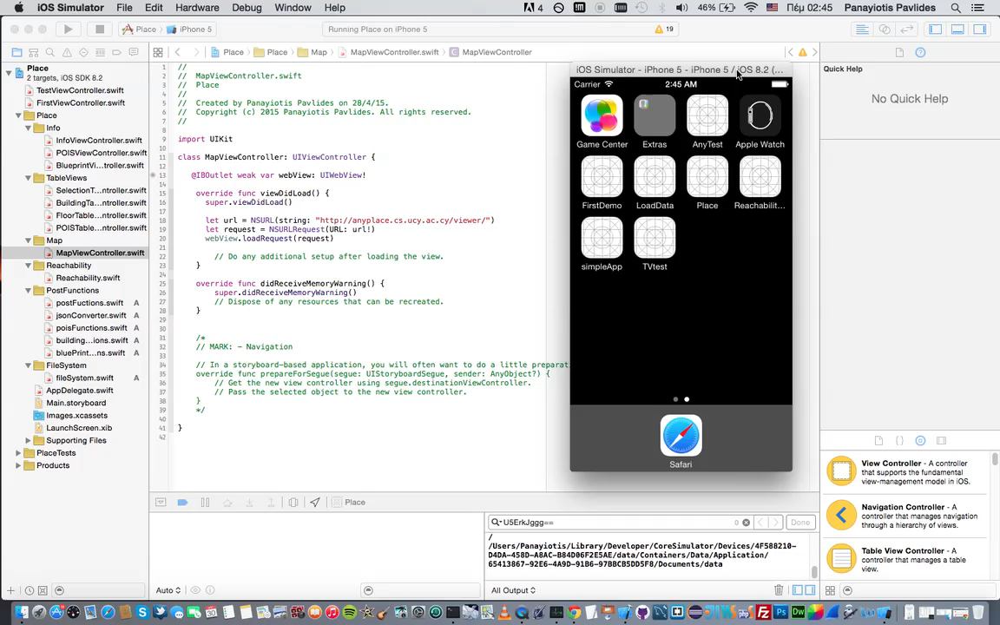 iOS Simulator File Edit View Hardware Debug Window Help
4 46% Πέμ 02:45 Panayiotis Pavlides
Place iPhone 5 Running Place on iPhone 5 19
Place Place Map MapViewController.swift MapViewController
Place
2 targets, iOS SDK 8.2
TestViewController.swift
FirstViewController.swift
Place
Info
InfoViewController.swift
POISViewController.swift
BlueprintVi...troller.swift
TableViews
SelectionT...ntroller.swift
BuildingTa...ntroller.swift
FloorTable...ntroller.swift
POISTable...ntroller.swift
Map
MapViewController.swift
Reachability
Reachability.swift
PostFunctions
postFuctions.swift A
jsonConverter.swift A
poisFunctions.swift A
building...ions.swift A
bluePrint...ns.swift A
FileSystem
fileSystem.swift A
AppDelegate.swift
Main.storyboard
Images.xcassets
LaunchScreen.xib
Supporting Files
PlaceTests
Products
//
// MapViewController.swift
// Place
//
// Created by Panayiotis Pavlides on 28/4/15.
// Copyright (c) 2015 Panayiotis Pavlides. All rights reserved.
//
import UIKit
class MapViewController: UIViewController {
@IBOutlet weak var webView: UIWebView!
override func viewDidLoad() {
super.viewDidLoad()
let url = NSURL(string: "http://anyplace.cs.ucy.ac.cy/viewer/")
let request = NSURLRequest(URL: url!)
webView.loadRequest(request)
// Do any additional setup after loading the view.
}
override func didReceiveMemoryWarning() {
super.didReceiveMemoryWarning()
// Dispose of any resources that can be recreated.
}
/*
// MARK: - Navigation
// In a storyboard-based application, you will often want to do a little preparati
override func prepareForSegue(segue: UIStoryboardSegue, sender: AnyObject?) {
// Get the new view controller using segue.destinationViewController.
// Pass the selected object to the new view controller.
}
*/
}
iOS Simulator - iPhone 5 - iPhone 5 / iOS 8.2 (...
Carrier 2:45 AM
Game Center Extras AnyTest Apple Watch
FirstDemo LoadData Place Reachabilit...
simpleApp TVtest
Safari
Quick Help
No Quick Help
View Controller - A controller
that supports the fundamental
view-management model in iOS.
Navigation Controller - A
controller that manages navigation
through a hierarchy of views.
Table View Controller - A
controller that manages a table
view.
Place
U5ErkJggg== 0 Done
/
/Users/Panayiotis/Library/Developer/CoreSimulator/Devices/4F588210-
D4DA-458D-A8AC-B84D06F2E5AE/data/Containers/Data/Application/
65413867-92E6-4A9D-91B6-97BBCB5DD5F8/Documents/data
Auto All Output